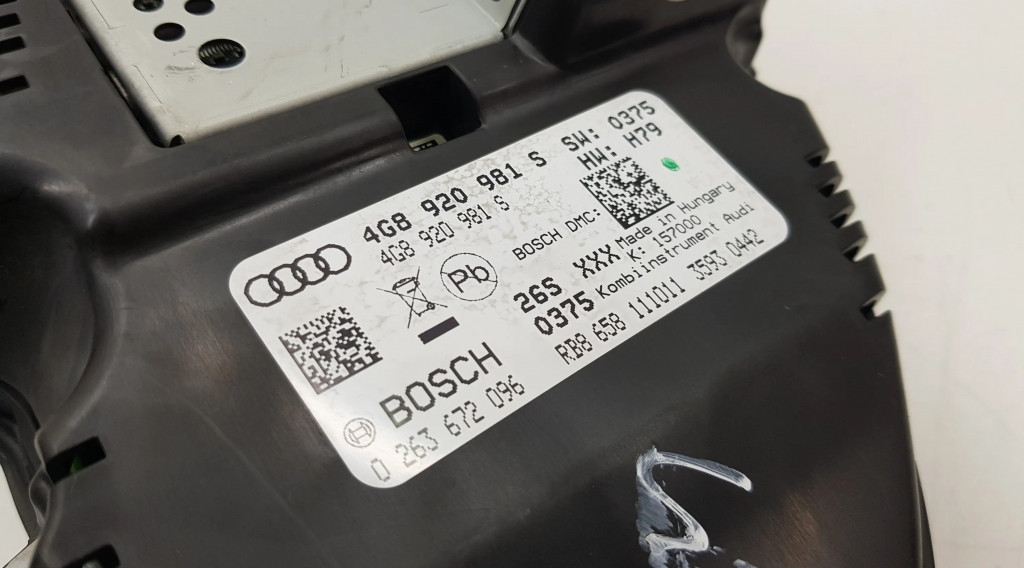 4G8 920 981 S SW: 0375
4G8 920 981 S HW: H79
BOSCH DMC:
Pb
26S XXX Made in Hungary
0375 K: 157000
Kombiinstrument Audi
BOSCH RB8 658 111011 3593 0442
0 263 672 096